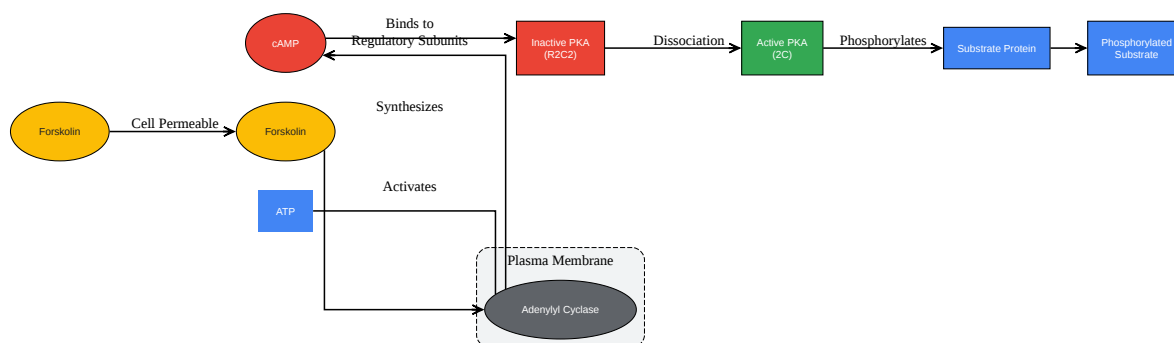 cAMP
Binds to
Regulatory Subunits
Inactive PKA
(R2C2)
Dissociation
Active PKA
(2C)
Phosphorylates
Substrate Protein
Phosphorylated
Substrate
Synthesizes
Forskolin
Cell Permeable
Forskolin
Activates
ATP
Plasma Membrane
Adenylyl Cyclase